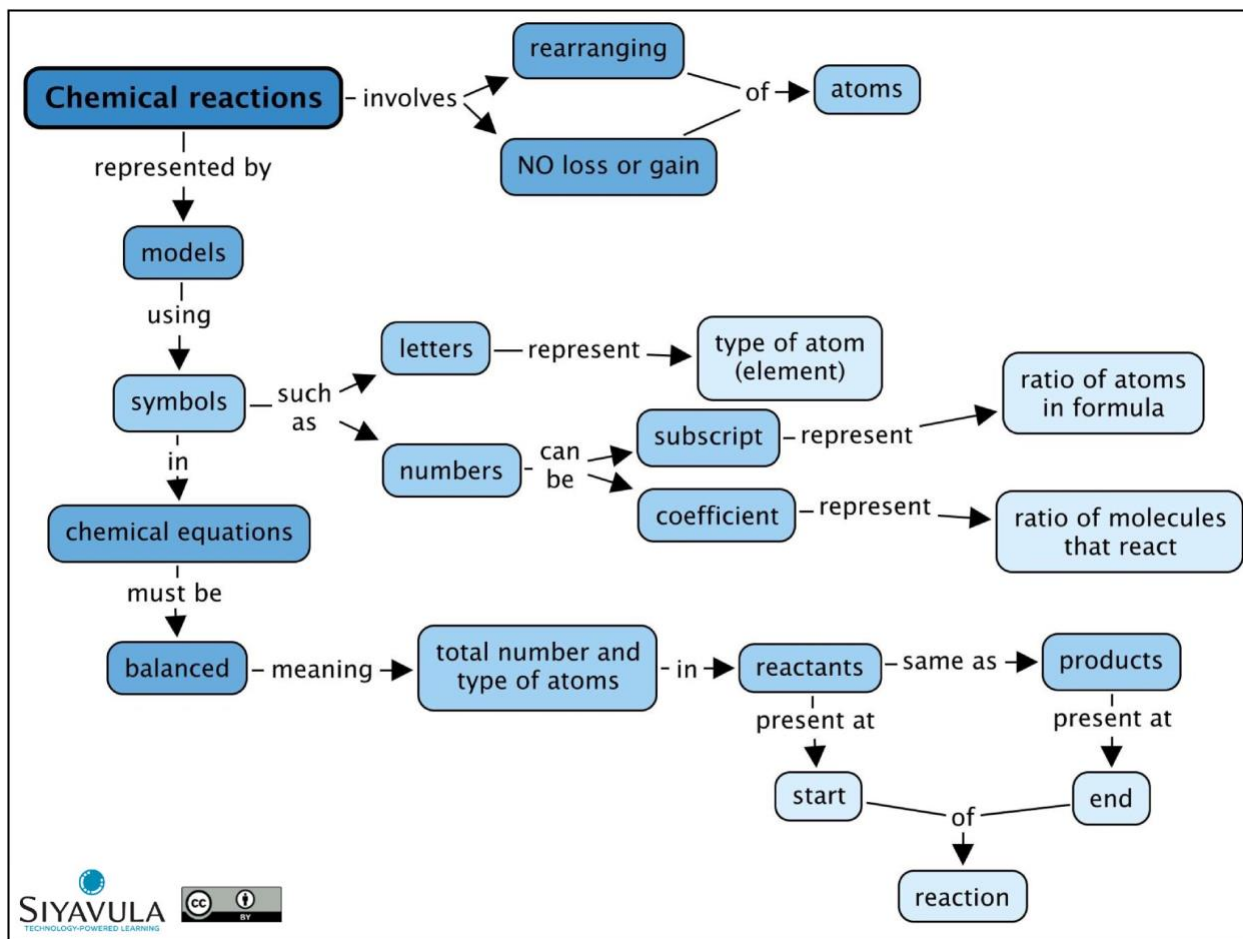 Chemical reactions
involves
rearranging
NO loss or gain
of
atoms
represented by
models
using
symbols
such
as
letters
represent
type of atom
(element)
numbers
can
be
subscript
represent
ratio of atoms
in formula
coefficient
represent
ratio of molecules
that react
in
chemical equations
must be
balanced
meaning
total number and
type of atoms
in
reactants
same as
products
present at
present at
start
end
of
reaction
SIYAVULA
TECHNOLOGY-POWERED LEARNING
cc
BY